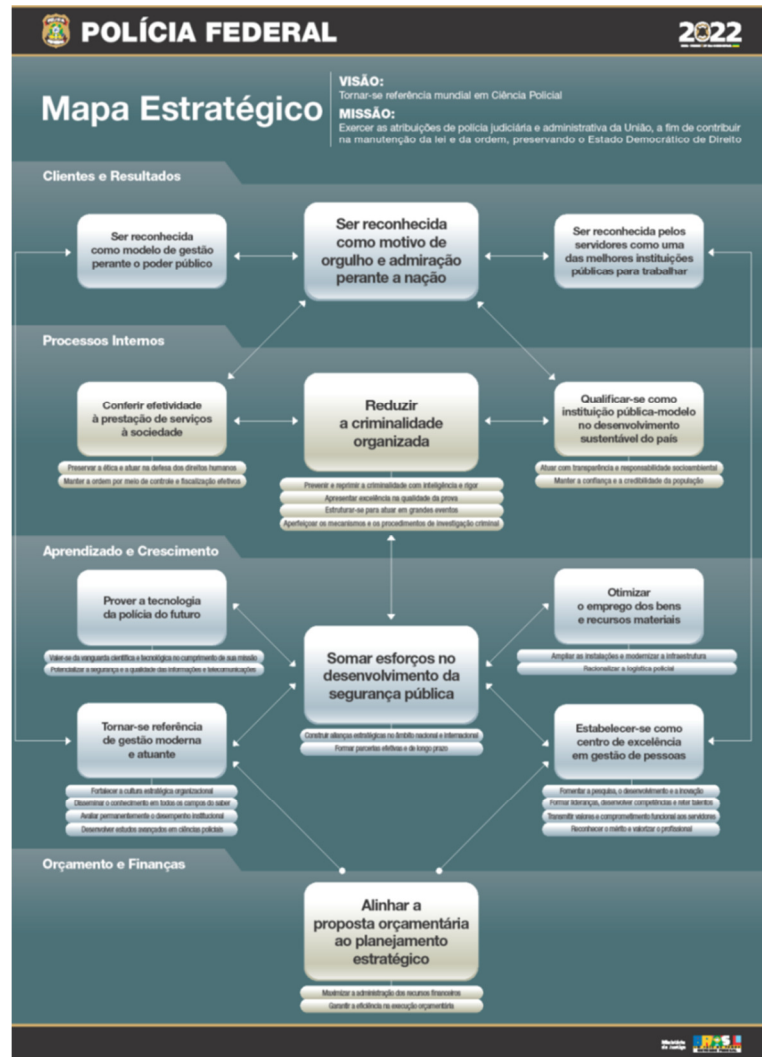 POLÍCIA FEDERAL
2022
Mapa Estratégico
VISÃO:
Tornar-se referência mundial em Ciência Policial
MISSÃO:
Exercer as atribuições de polícia judiciária e administrativa da União, a fim de contribuir
na manutenção da lei e da ordem, preservando o Estado Democrático de Direito
Clientes e Resultados
Ser reconhecida
como modelo de gestão
perante o poder público
Ser reconhecida
como motivo de
orgulho e admiração
perante a nação
Ser reconhecida pelos
servidores como uma
das melhores instituições
públicas para trabalhar
Processos Internos
Conferir efetividade
à prestação de serviços
à sociedade
Preservar a ética e atuar na defesa dos direitos humanos
Manter a ordem por meio de controle e fiscalização efetivos
Reduzir
a criminalidade
organizada
Prevenir e reprimir a criminalidade com inteligência e rigor
Apresentar excelência na qualidade da prova
Estruturar-se para atuar em grandes eventos
Aperfeiçoar os mecanismos e os procedimentos de investigação criminal
Qualificar-se como
instituição pública-modelo
no desenvolvimento
sustentável do país
Atuar com transparência e responsabilidade socioambiental
Manter a confiança e a credibilidade da população
Aprendizado e Crescimento
Prover a tecnologia
da polícia do futuro
Valer-se da vanguarda científica e tecnológica no cumprimento de sua missão
Potencializar a segurança e a qualidade das informações e telecomunicações
Somar esforços no
desenvolvimento da
segurança pública
Construir alianças estratégicas no âmbito nacional e internacional
Formar parcerias efetivas e de longo prazo
Otimizar
o emprego dos bens
e recursos materiais
Ampliar as instalações e modernizar a infraestrutura
Racionalizar a logística policial
Tornar-se referência
de gestão moderna
e atuante
Fortalecer a cultura estratégica organizacional
Disseminar o conhecimento em todos os campos do saber
Avaliar permanentemente o desempenho institucional
Desenvolver estudos avançados em ciências policiais
Estabelecer-se como
centro de excelência
em gestão de pessoas
Fomentar a pesquisa, o desenvolvimento e a inovação
Formar lideranças, desenvolver competências e reter talentos
Transmitir valores e comprometimento funcional aos servidores
Reconhecer o mérito e valorizar o profissional
Orçamento e Finanças
Alinhar a
proposta orçamentária
ao planejamento
estratégico
Maximizar a administração dos recursos financeiros
Garantir a eficiência na execução orçamentária
Ministério
da Justiça
BRASIL